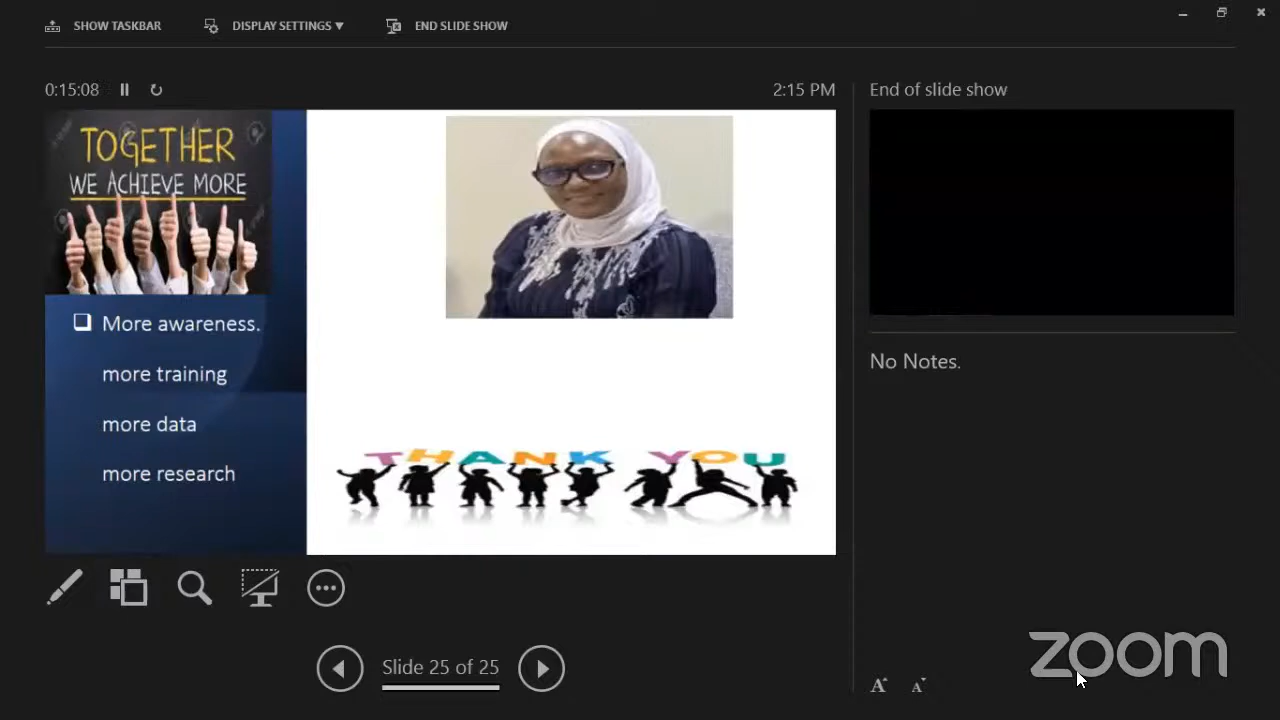 SHOW TASKBAR
DISPLAY SETTINGS
END SLIDE SHOW
0:15:08
2:15 PM
End of slide show
TOGETHER
WE ACHIEVE MORE
More awareness.
more training
more data
more research
THANK YOU
No Notes.
Slide 25 of 25
A A
zoom